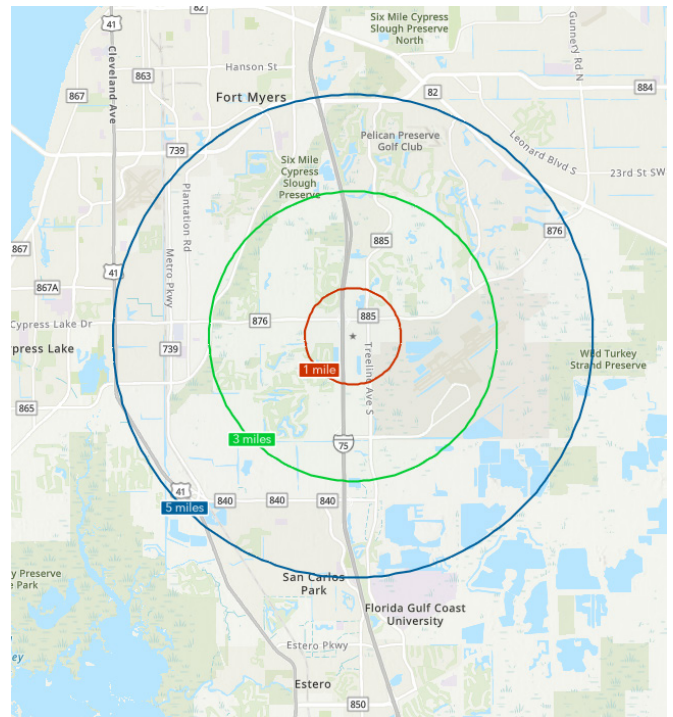 82
Six Mile Cypress
Slough Preserve
North
41
Gunnery Rd N
Cleveland Ave
863
Hanson St
867
Fort Myers
82
884
739
Pelican Preserve
Golf Club
Leonard Blvd S
Six Mile
Cypress
Slough
Preserve
23rd St SW
Plantation Rd
876
885
867
Metro Pkwy
41
867A
885
876
Cypress Lake Dr
ypress Lake
739
Treeline Ave S
Wild Turkey
Strand Preserve
1 mile
865
3 miles
75
41
840
840
840
5 miles
y Preserve
e Park
San Carlos
Park
Florida Gulf Coast
University
Estero Pkwy
ey
Estero
850